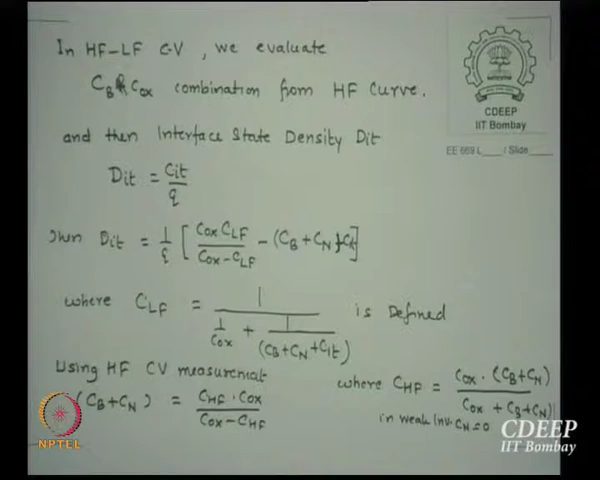 In HF-LF CV, we evaluate
CB & Cox combination from HF Curve.
and then Interface State Density Dit
Dit = Cit / q
Then Dit = 1/q [ Cox CLF / Cox - CLF - (CB + CN) ]
where CLF = 1 / 1/Cox + 1/(CB + CN + Cit) is Defined
Using HF CV measurement
(CB + CN) = CHF . Cox / Cox - CHF
where CHF = Cox . (CB + CN) / Cox + CB + CN)
in weak Inv. CN = 0
CDEEP
IIT Bombay
EE 669 L____ / Slide____
NPTEL
CDEEP
IIT Bombay